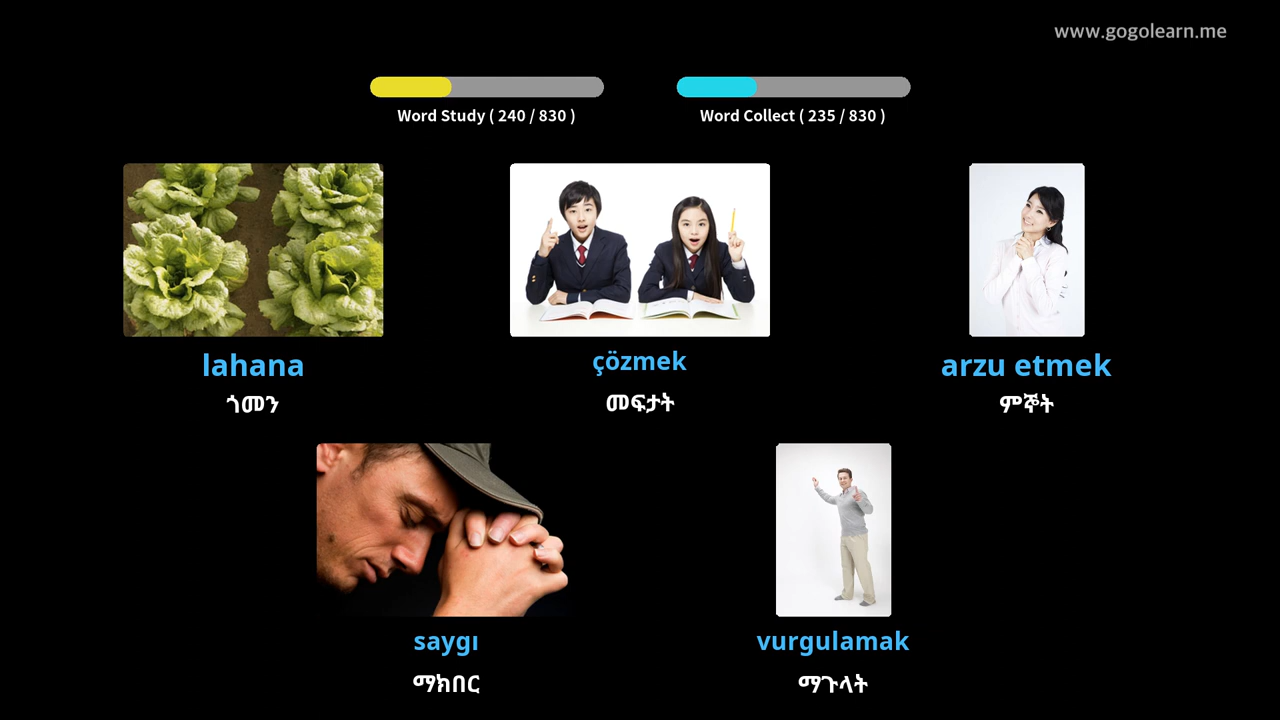 www.gogolearn.me
Word Study ( 240 / 830 )
Word Collect ( 235 / 830 )
lahana
ጎመን
çözmek
መፍታት
arzu etmek
ምኞት
saygı
ማክበር
vurgulamak
ማጉላት